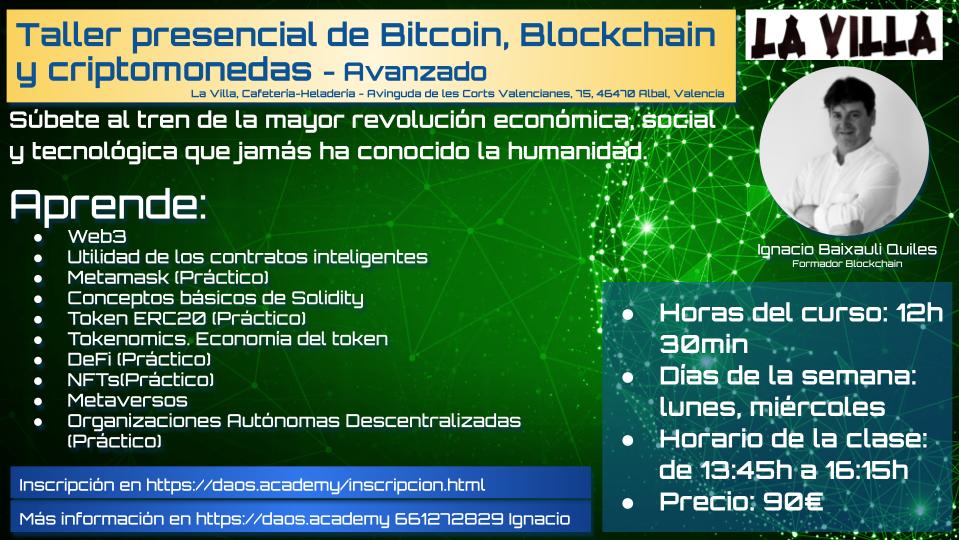 Taller presencial de Bitcoin, Blockchain
y criptomonedas - Avanzado
La Villa, Cafetería-Heladería - Avinguda de les Corts Valencianes, 75, 46470 Albal, Valencia
LA VILLA
Súbete al tren de la mayor revolución económica, social
y tecnológica que jamás ha conocido la humanidad.
Aprende:
● Web3
● Utilidad de los contratos inteligentes
● Metamask (Práctico)
● Conceptos básicos de Solidity
● Token ERC20 (Práctico)
● Tokenomics. Economía del token
● DeFi (Práctico)
● NFTs(Práctico)
● Metaversos
● Organizaciones Autónomas Descentralizadas
(Práctico)
Ignacio Baixauli Quiles
Formador Blockchain
● Horas del curso: 12h
30min
● Días de la semana:
lunes, miércoles
● Horario de la clase:
de 13:45h a 16:15h
● Precio: 90€
Inscripción en https://daos.academy/inscripcion.html
Más información en https://daos.academy 661272829 Ignacio